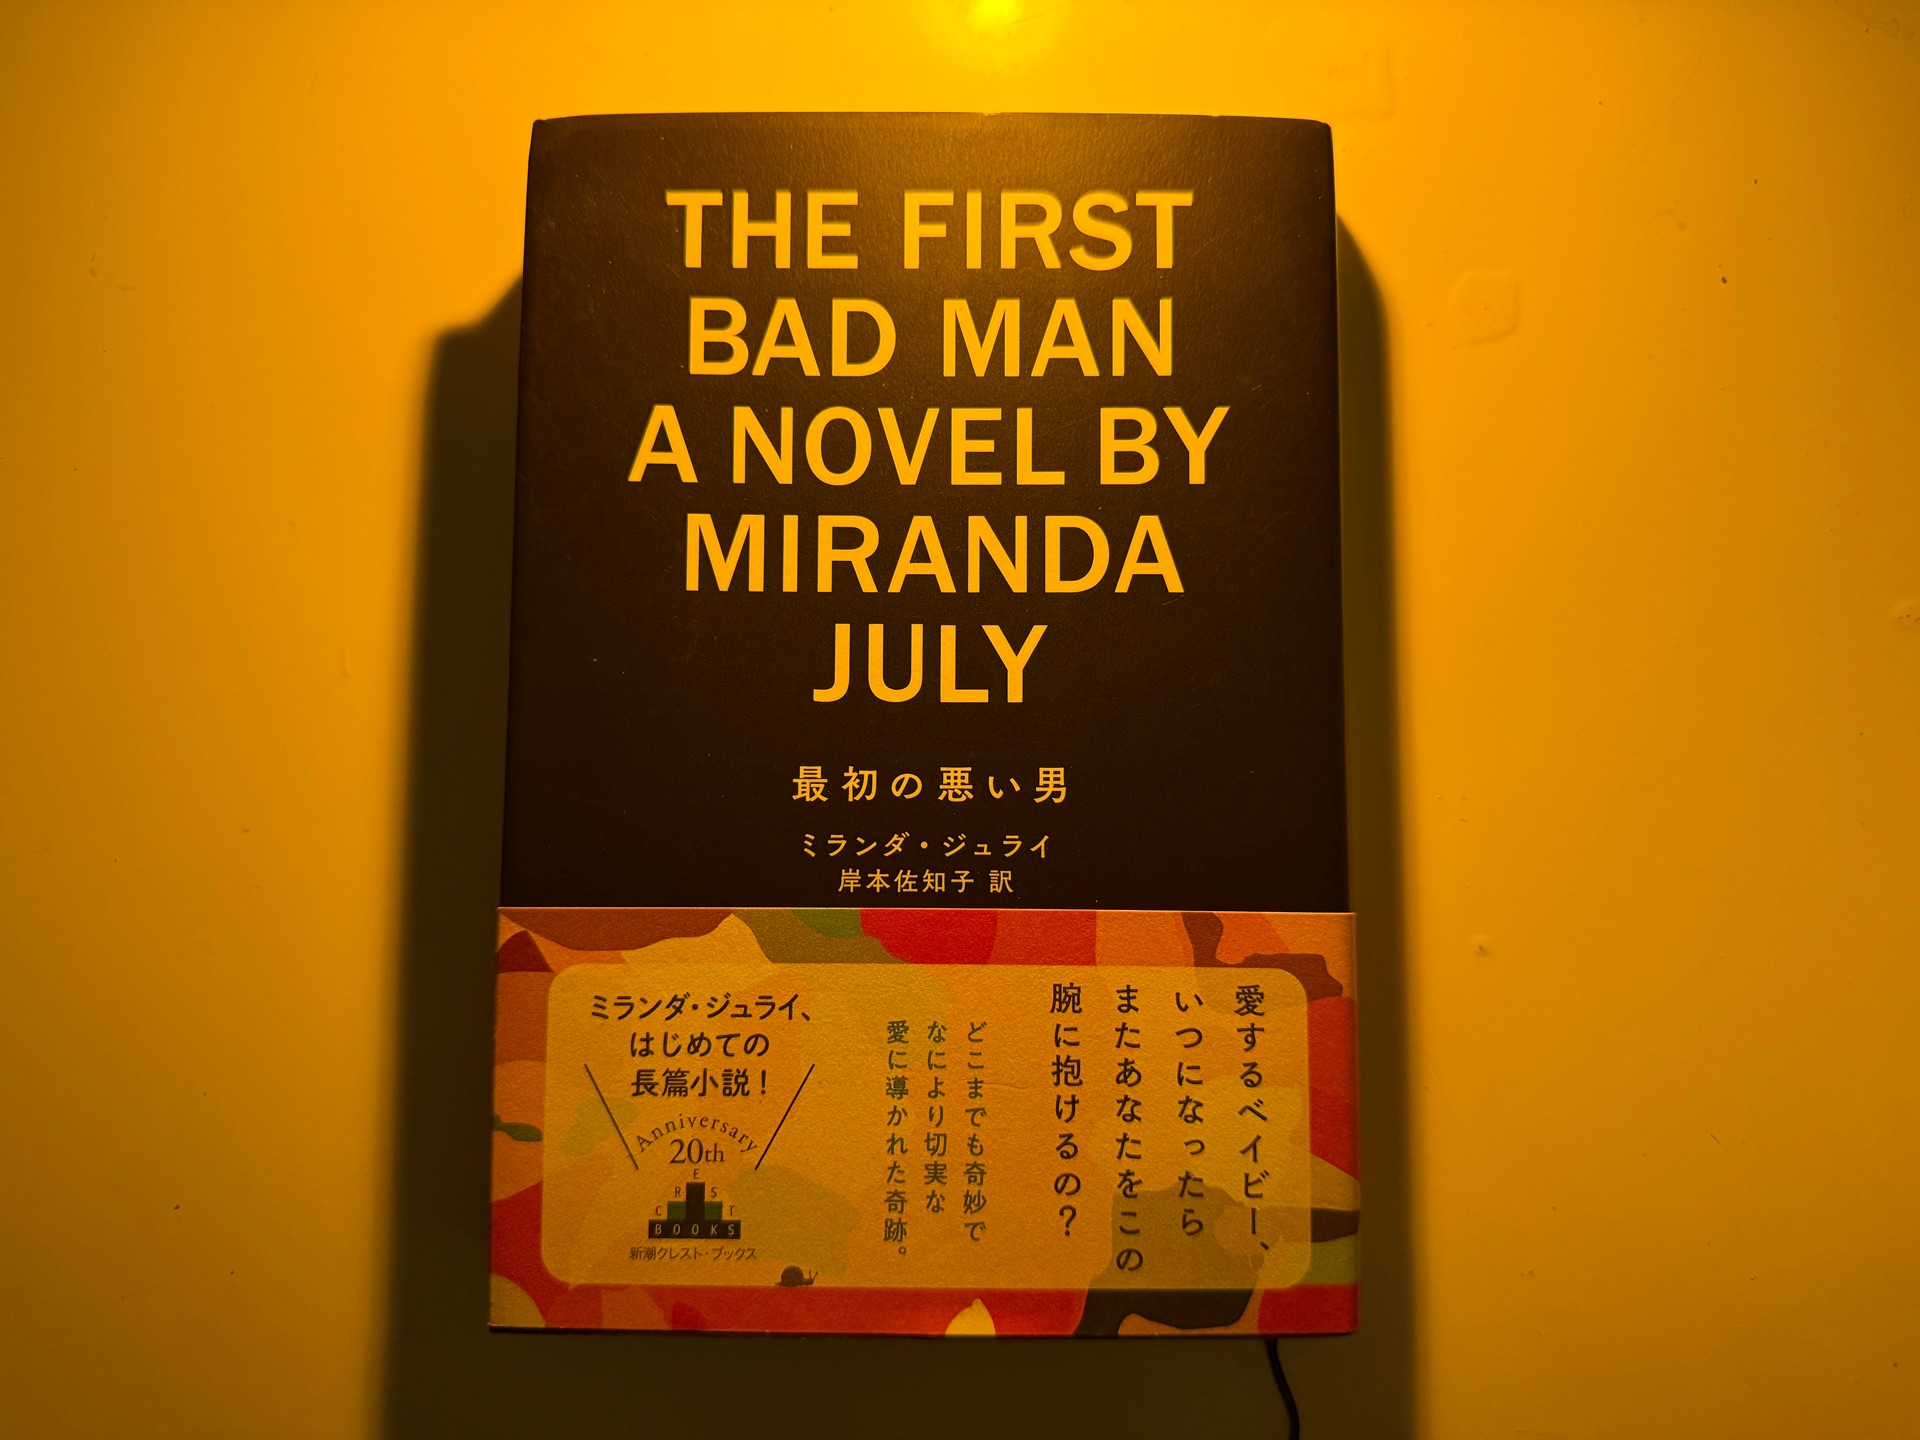 THE FIRST
BAD MAN
A NOVEL BY
MIRANDA
JULY
最初の悪い男
ミランダ・ジュライ
岸本佐知子 訳
愛するベイビー、
いつになったら
またあなたをこの
腕に抱けるの？
どこまでも奇妙で
なにより切実な
愛に導かれた奇跡。
ミランダ・ジュライ、
はじめての
長篇小説！
Anniversary
20th
CREST
BOOKS
新潮クレスト・ブックス